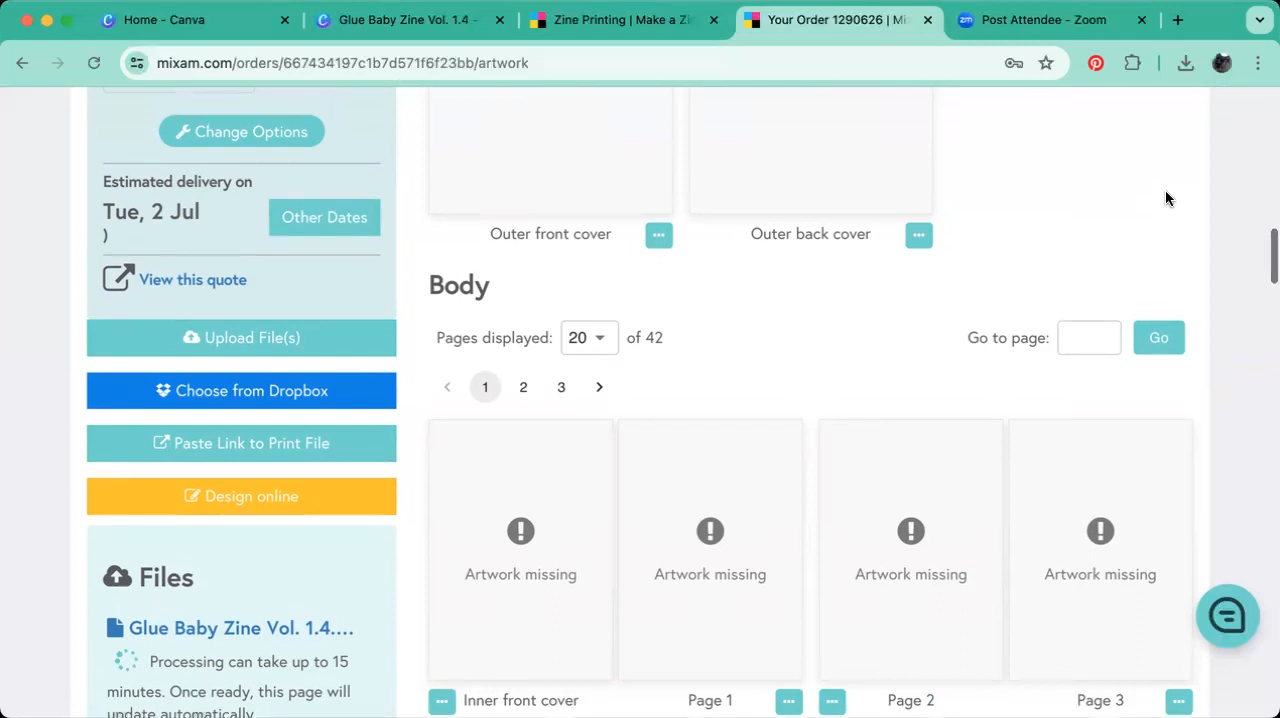 Home - Canva
Glue Baby Zine Vol. 1.4 -
Zine Printing | Make a Zi
Your Order 1290626 | Mi
zm
Post Attendee - Zoom
mixam.com/orders/667434197c1b7d571f6f23bb/artwork
Change Options
Estimated delivery on
Tue, 2 Jul
)
Other Dates
View this quote
Upload File(s)
Choose from Dropbox
Paste Link to Print File
Design online
Files
Glue Baby Zine Vol. 1.4....
Processing can take up to 15
minutes. Once ready, this page will
update automatically
Outer front cover
Outer back cover
Body
Pages displayed: 20 of 42
Go to page: Go
1 2 3
Artwork missing
Artwork missing
Artwork missing
Artwork missing
Inner front cover
Page 1
Page 2
Page 3